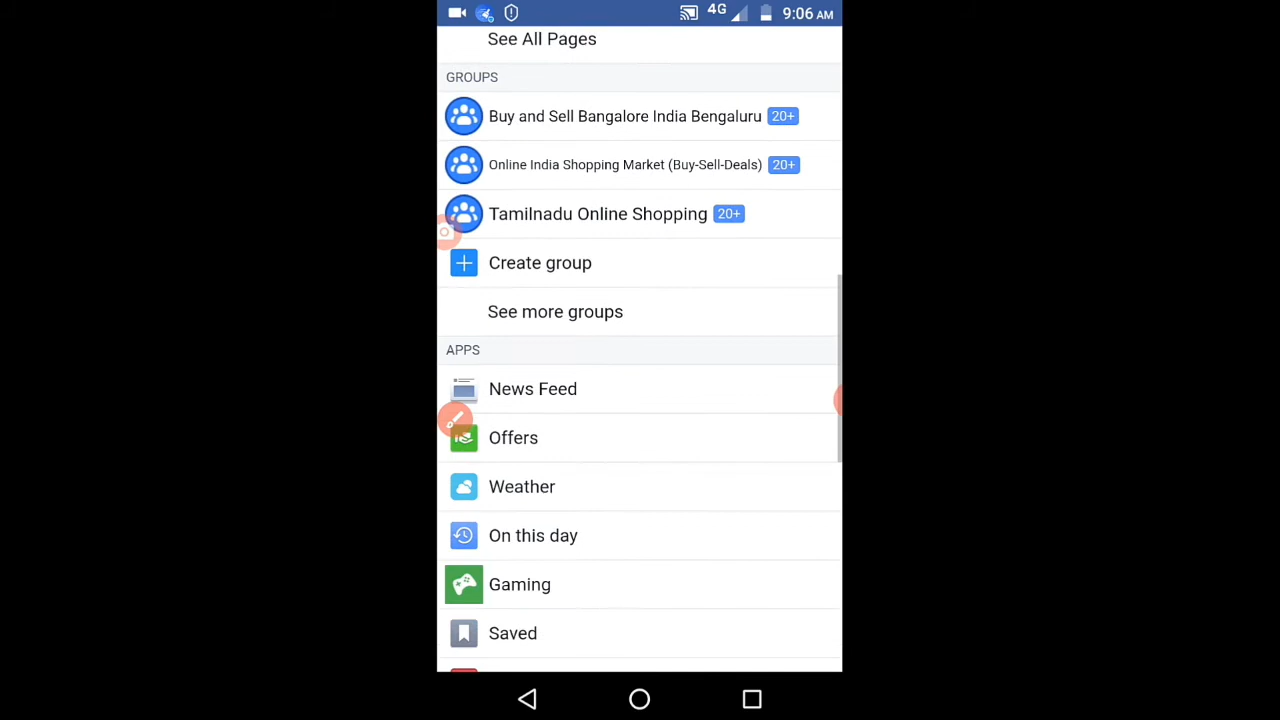 4G 9:06 AM
See All Pages
GROUPS
Buy and Sell Bangalore India Bengaluru 20+
Online India Shopping Market (Buy-Sell-Deals) 20+
Tamilnadu Online Shopping 20+
Create group
See more groups
APPS
News Feed
Offers
Weather
On this day
Gaming
Saved